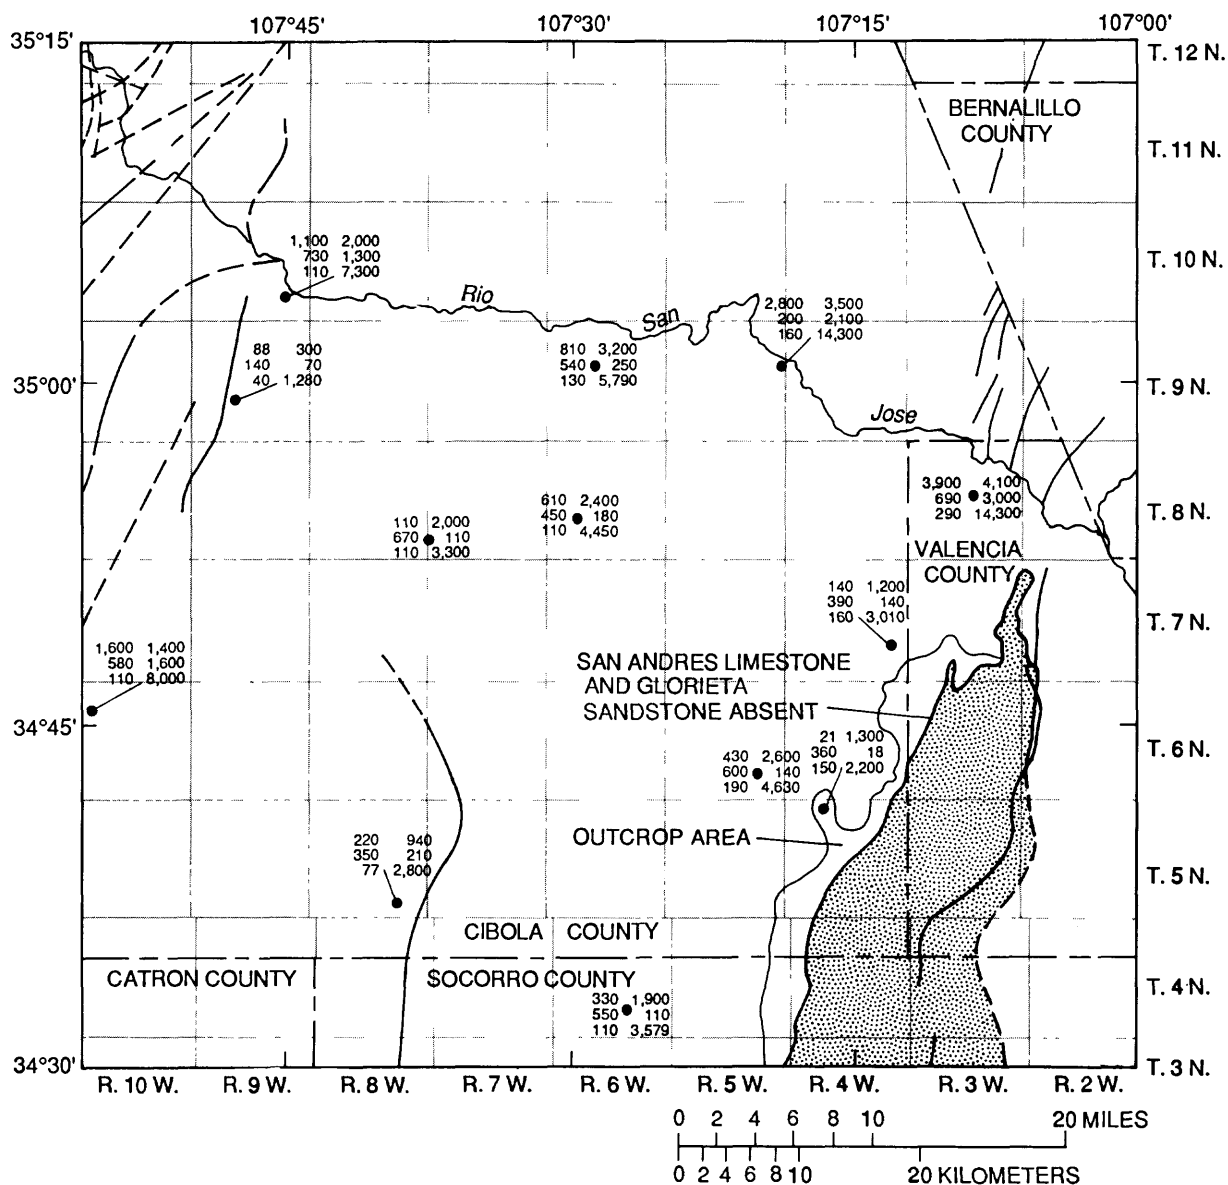 107°45' 107°30' 107°15' 107°00'
35°15'
T. 12 N.
BERNALILLO
COUNTY
T. 11 N.
1,100 2,000
730 1,300
110 7,300
T. 10 N.
Rio San Jose
2,800 3,500
200 2,100
160 14,300
88 300
140 70
40 1,280
810 3,200
540 250
130 5,790
35°00'
T. 9 N.
3,900 4,100
690 3,000
290 14,300
610 2,400
450 180
110 4,450
110 2,000
670 110
110 3,300
T. 8 N.
VALENCIA
COUNTY
140 1,200
390 140
160 3,010
T. 7 N.
1,600 1,400
580 1,600
110 8,000
SAN ANDRES LIMESTONE
AND GLORIETA
SANDSTONE ABSENT
34°45'
21 1,300
360 18
150 2,200
T. 6 N.
430 2,600
600 140
190 4,630
OUTCROP AREA
220 940
350 210
77 2,800
T. 5 N.
CIBOLA COUNTY
CATRON COUNTY SOCORRO COUNTY
T. 4 N.
330 1,900
550 110
110 3,579
34°30'
T. 3 N.
R. 10 W. R. 9 W. R. 8 W. R. 7 W. R. 6 W. R. 5 W. R. 4 W. R. 3 W. R. 2 W.
0 2 4 6 8 10 20 MILES
0 2 4 6 8 10 20 KILOMETERS